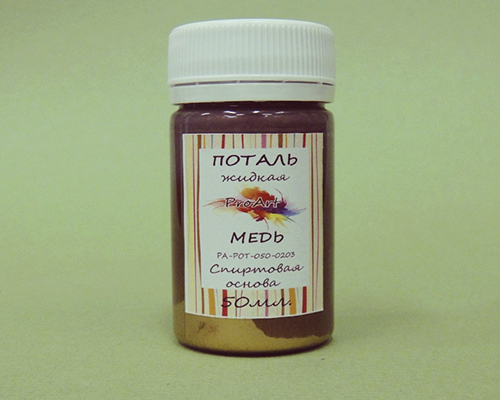 ПОТАЛЬ
жидкая
ProArt
МЕДЬ
PA-POT-050-0203
Спиртовая
основа
50мл.